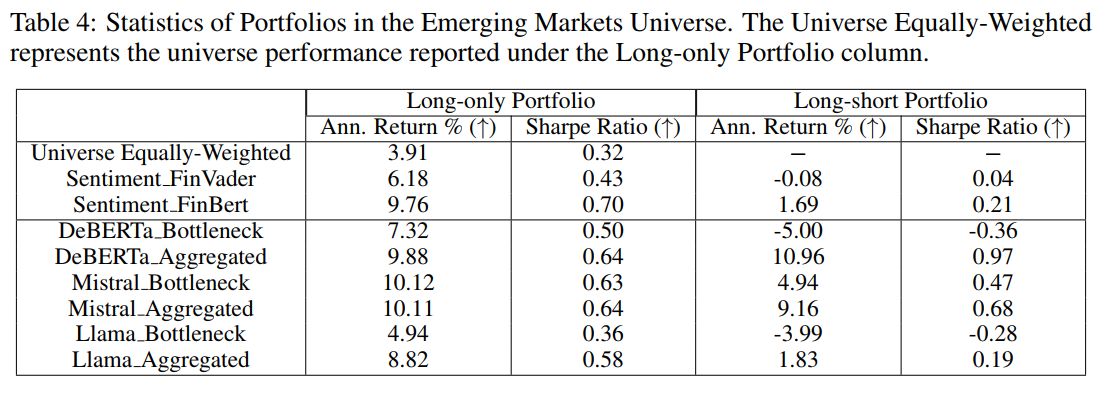 Table 4: Statistics of Portfolios in the Emerging Markets Universe. The Universe Equally-Weighted
represents the universe performance reported under the Long-only Portfolio column.
Long-only Portfolio Long-short Portfolio
Ann. Return % (↑) Sharpe Ratio (↑) Ann. Return % (↑) Sharpe Ratio (↑)
Universe Equally-Weighted 3.91 0.32 − −
Sentiment_FinVader 6.18 0.43 -0.08 0.04
Sentiment_FinBert 9.76 0.70 1.69 0.21
DeBERTa_Bottleneck 7.32 0.50 -5.00 -0.36
DeBERTa_Aggregated 9.88 0.64 10.96 0.97
Mistral_Bottleneck 10.12 0.63 4.94 0.47
Mistral_Aggregated 10.11 0.64 9.16 0.68
Llama_Bottleneck 4.94 0.36 -3.99 -0.28
Llama_Aggregated 8.82 0.58 1.83 0.19